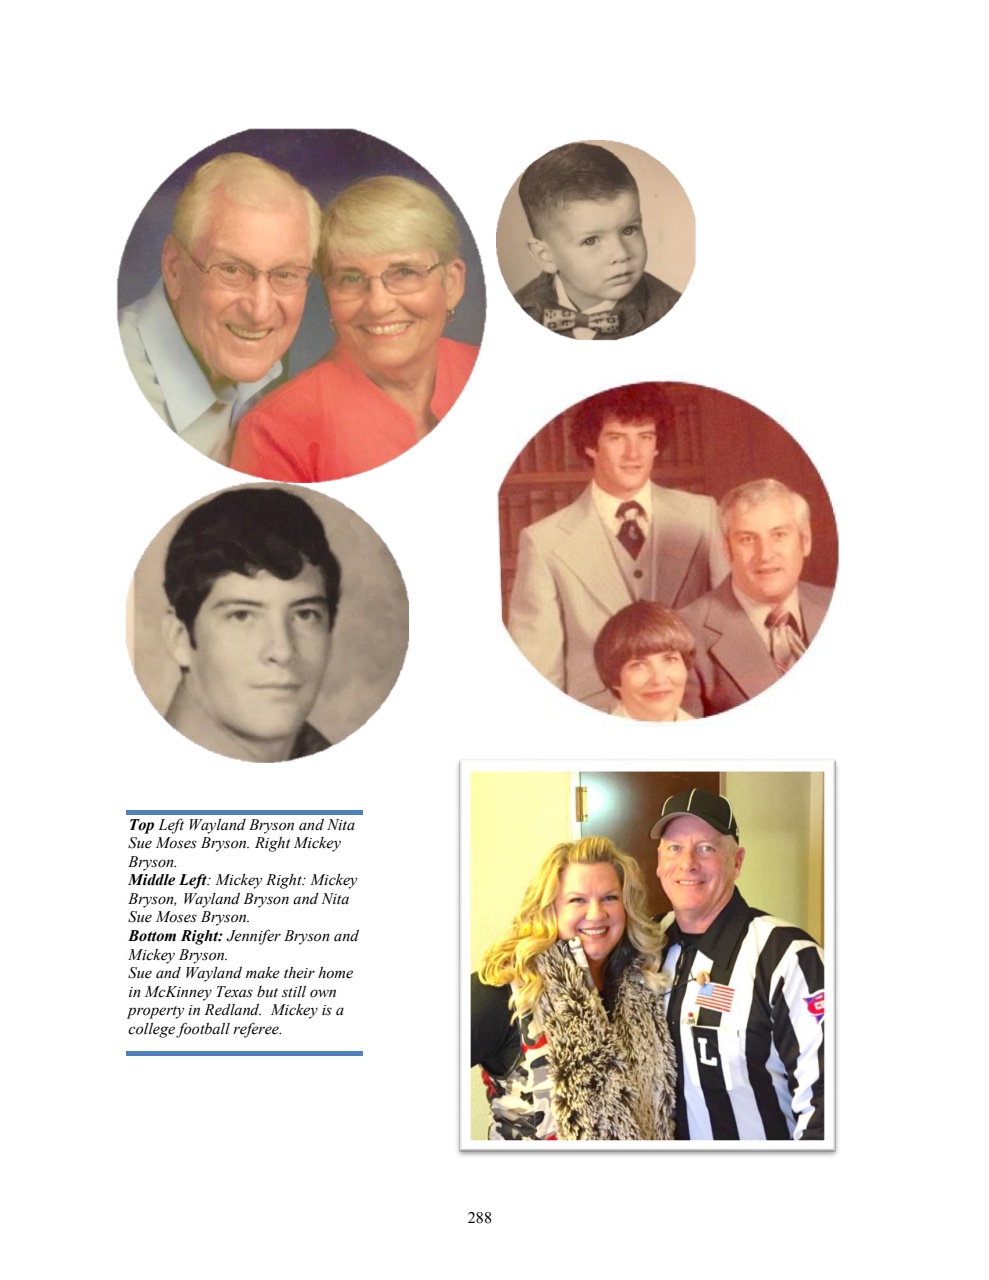 Top Left Wayland Bryson and Nita
Sue Moses Bryson. Right Mickey
Bryson.
Middle Left: Mickey Right: Mickey
Bryson, Wayland Bryson and Nita
Sue Moses Bryson.
Bottom Right: Jennifer Bryson and
Mickey Bryson.
Sue and Wayland make their home
in McKinney Texas but still own
property in Redland.  Mickey is a
college football referee.
L
288